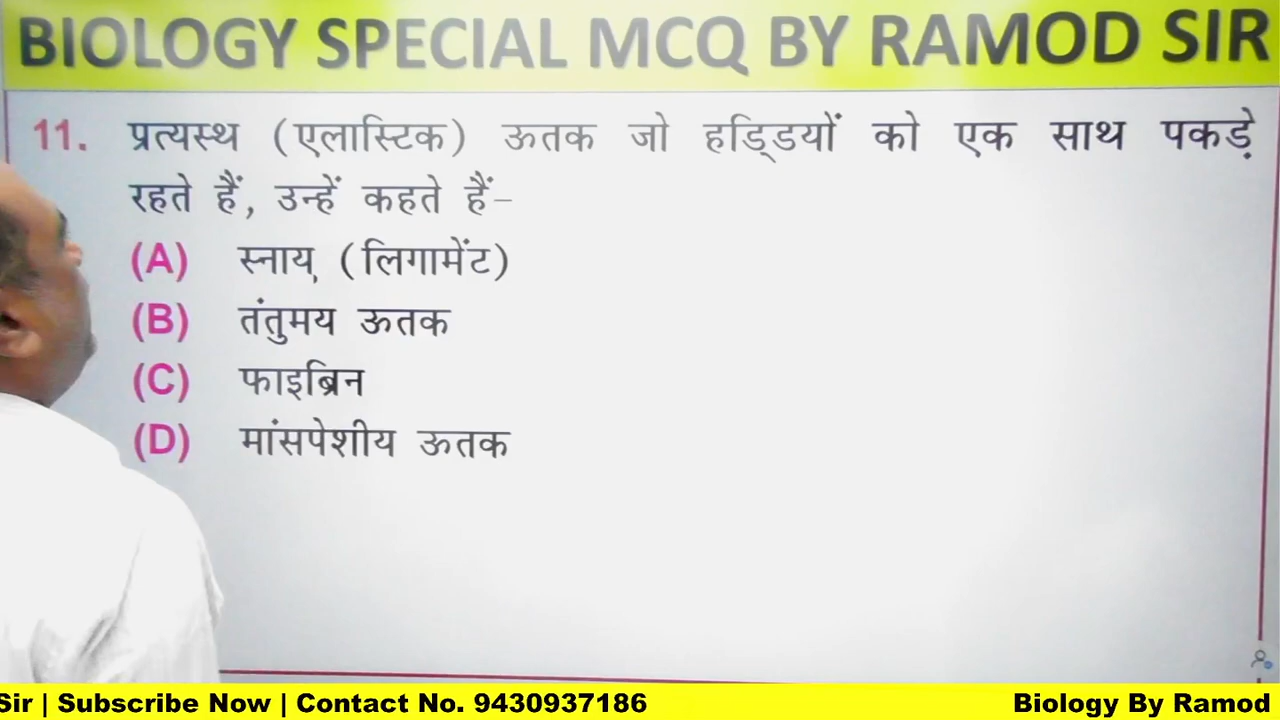 BIOLOGY SPECIAL MCQ BY RAMOD SIR
11. प्रत्यस्थ (एलास्टिक) ऊतक जो हड्डियों को एक साथ पकड़े
रहते हैं, उन्हें कहते हैं-
(A) स्नायु (लिगामेंट)
(B) तंतुमय ऊतक
(C) फाइब्रिन
(D) मांसपेशीय ऊतक
Sir | Subscribe Now | Contact No. 9430937186
Biology By Ramod